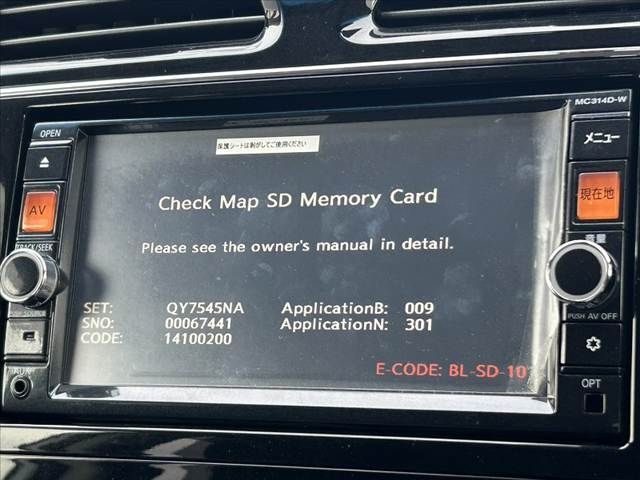 MC314D-W
OPEN
保護シートは剥がしてご使用ください
メニュー
Check Map SD Memory Card
AV
現在地
Please see the owner's manual in detail.
TRACK/SEEK
音量
SET: QY7545NA ApplicationB: 009
SNO: 00067441 ApplicationN: 301
CODE: 14100200
PUSH AV OFF
E-CODE: BL-SD-10
AUX
OPT